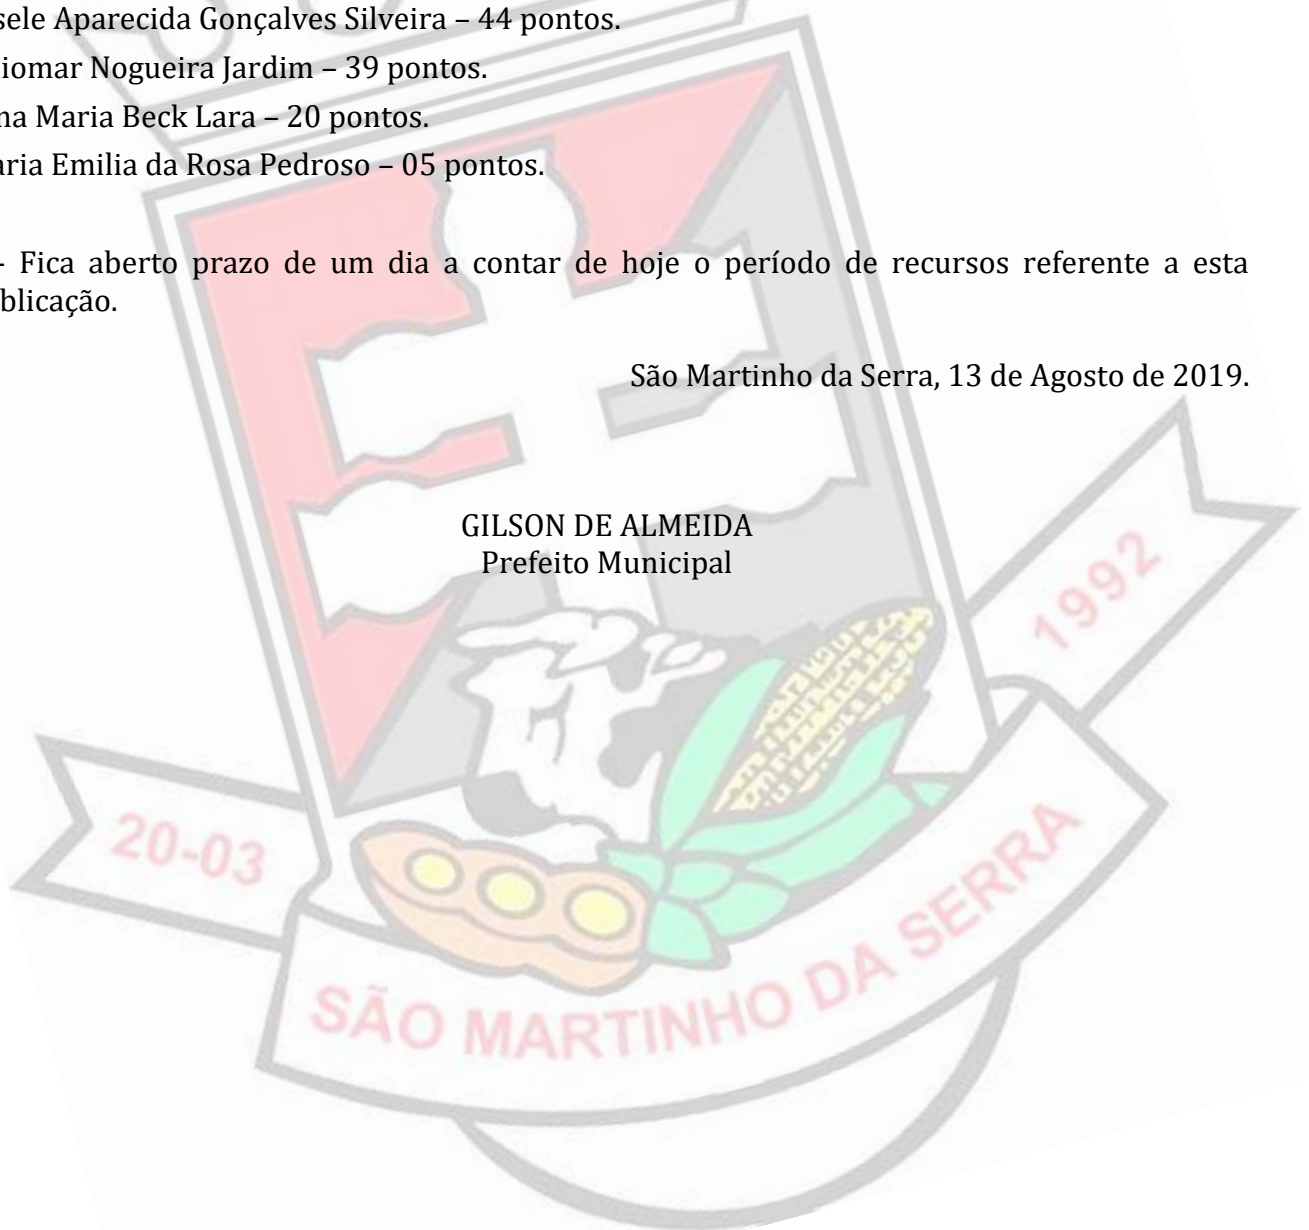 sele Aparecida Gonçalves Silveira – 44 pontos.
iomar Nogueira Jardim – 39 pontos.
na Maria Beck Lara – 20 pontos.
aria Emilia da Rosa Pedroso – 05 pontos.
- Fica aberto prazo de um dia a contar de hoje o período de recursos referente a esta
blicação.
São Martinho da Serra, 13 de Agosto de 2019.
GILSON DE ALMEIDA
Prefeito Municipal
1992
20-03
SÃO MARTINHO DA SERRA